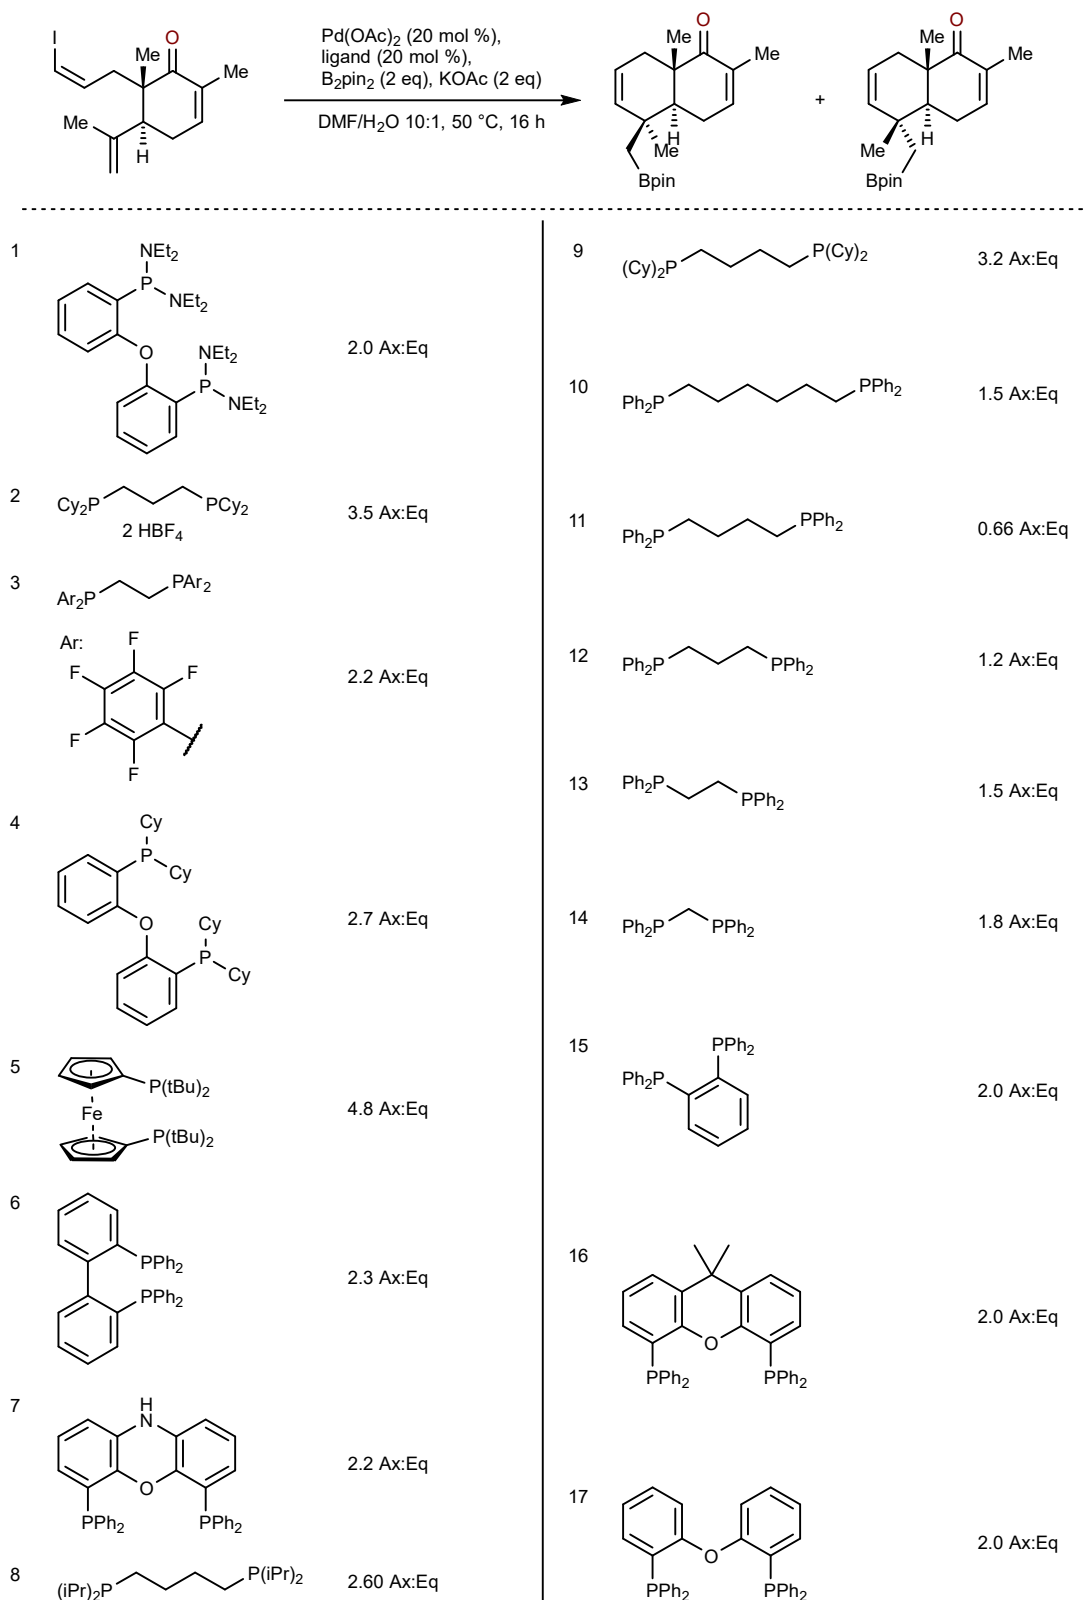 I
Me
O
Me
Me
H
Pd(OAc)2 (20 mol %),
ligand (20 mol %),
B2pin2 (2 eq), KOAc (2 eq)
DMF/H2O 10:1, 50 °C, 16 h
Me
O
Me
H
Me
Bpin
+
Me
O
Me
Me
H
Bpin
1
NEt2
P
NEt2
O
NEt2
P
NEt2
2.0 Ax:Eq
2
Cy2P
PCy2
2 HBF4
3.5 Ax:Eq
3
Ar2P
PAr2
Ar:
F
F
F
F
F
2.2 Ax:Eq
4
Cy
P
Cy
O
Cy
P
Cy
2.7 Ax:Eq
5
P(tBu)2
Fe
P(tBu)2
4.8 Ax:Eq
6
PPh2
PPh2
2.3 Ax:Eq
7
H
N
O
PPh2
PPh2
2.2 Ax:Eq
8
(iPr)2P
P(iPr)2
2.60 Ax:Eq
9
(Cy)2P
P(Cy)2
3.2 Ax:Eq
10
Ph2P
PPh2
1.5 Ax:Eq
11
Ph2P
PPh2
0.66 Ax:Eq
12
Ph2P
PPh2
1.2 Ax:Eq
13
Ph2P
PPh2
1.5 Ax:Eq
14
Ph2P
PPh2
1.8 Ax:Eq
15
PPh2
Ph2P
2.0 Ax:Eq
16
O
PPh2
PPh2
2.0 Ax:Eq
17
O
PPh2
PPh2
2.0 Ax:Eq